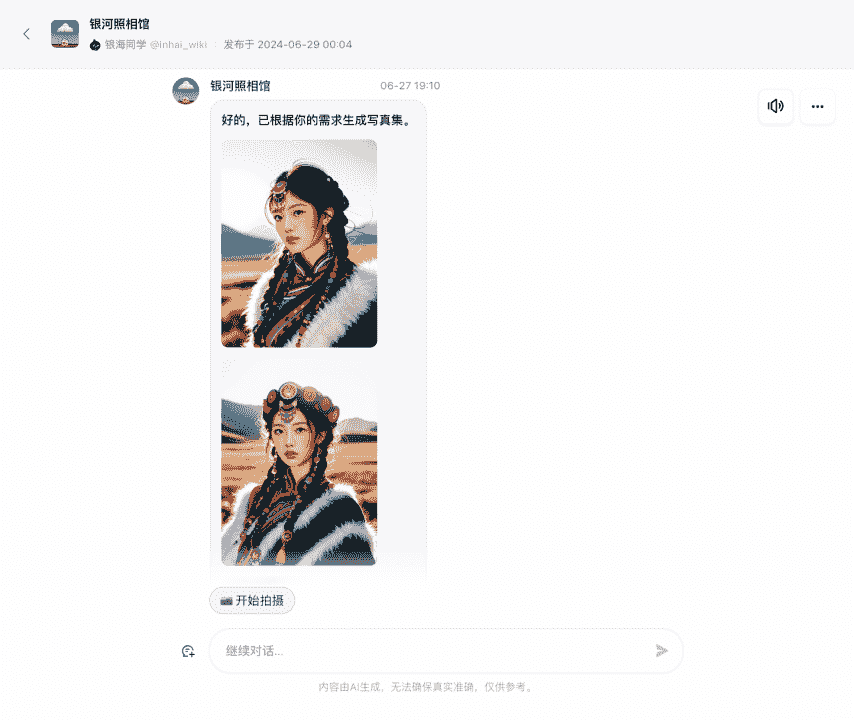 银河照相馆
银海同学 @inhai_wiki : 发布于 2024-06-29 00:04
银河照相馆 06-27 19:10
好的，已根据你的需求生成写真集。
开始拍摄
继续对话...
内容由AI生成，无法确保真实准确，仅供参考。